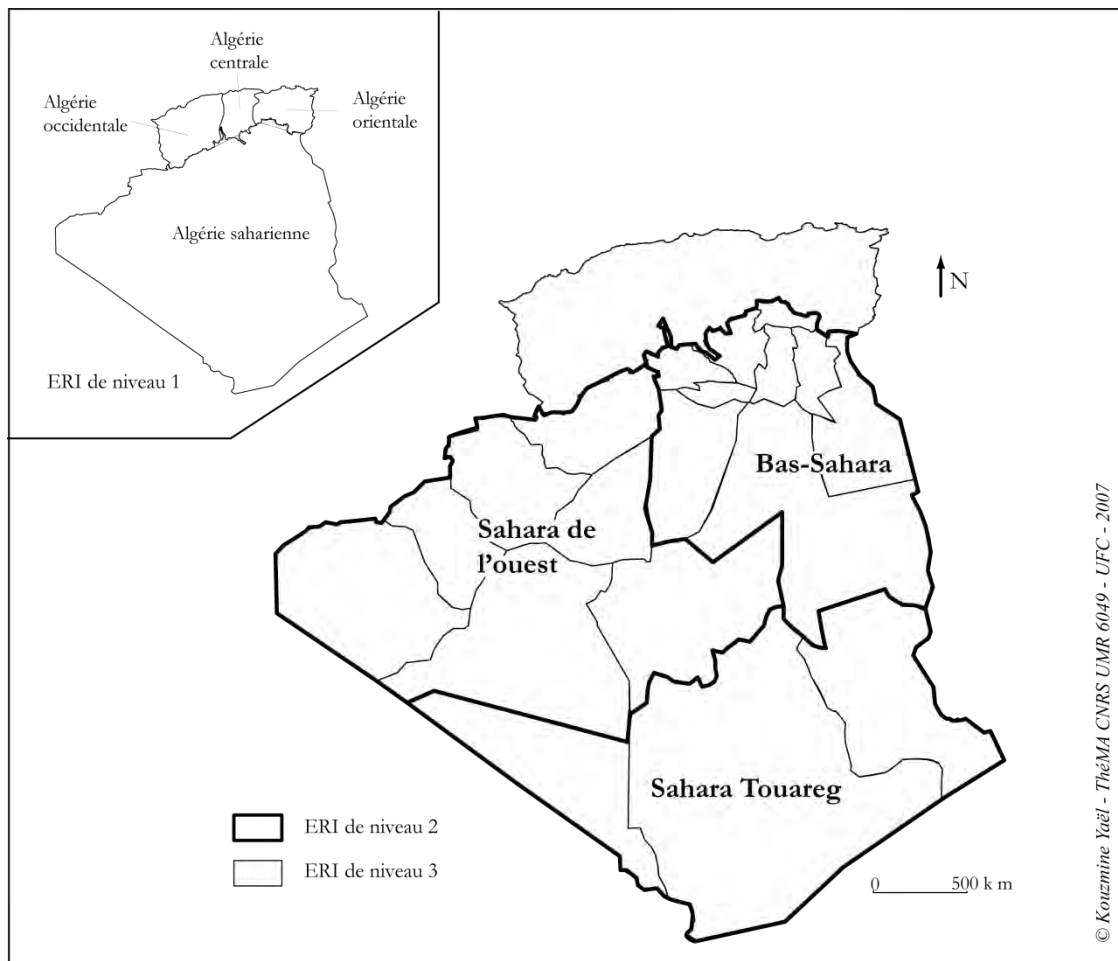 Algérie
centrale
Algérie
occidentale
Algérie
orientale
Algérie saharienne
ERI de niveau 1
N
Bas-Sahara
Sahara de
l'ouest
Sahara Touareg
ERI de niveau 2
ERI de niveau 3
0 500 k m
© Kouzmine Yaël - ThéMA CNRS UMR 6049 - UFC - 2007